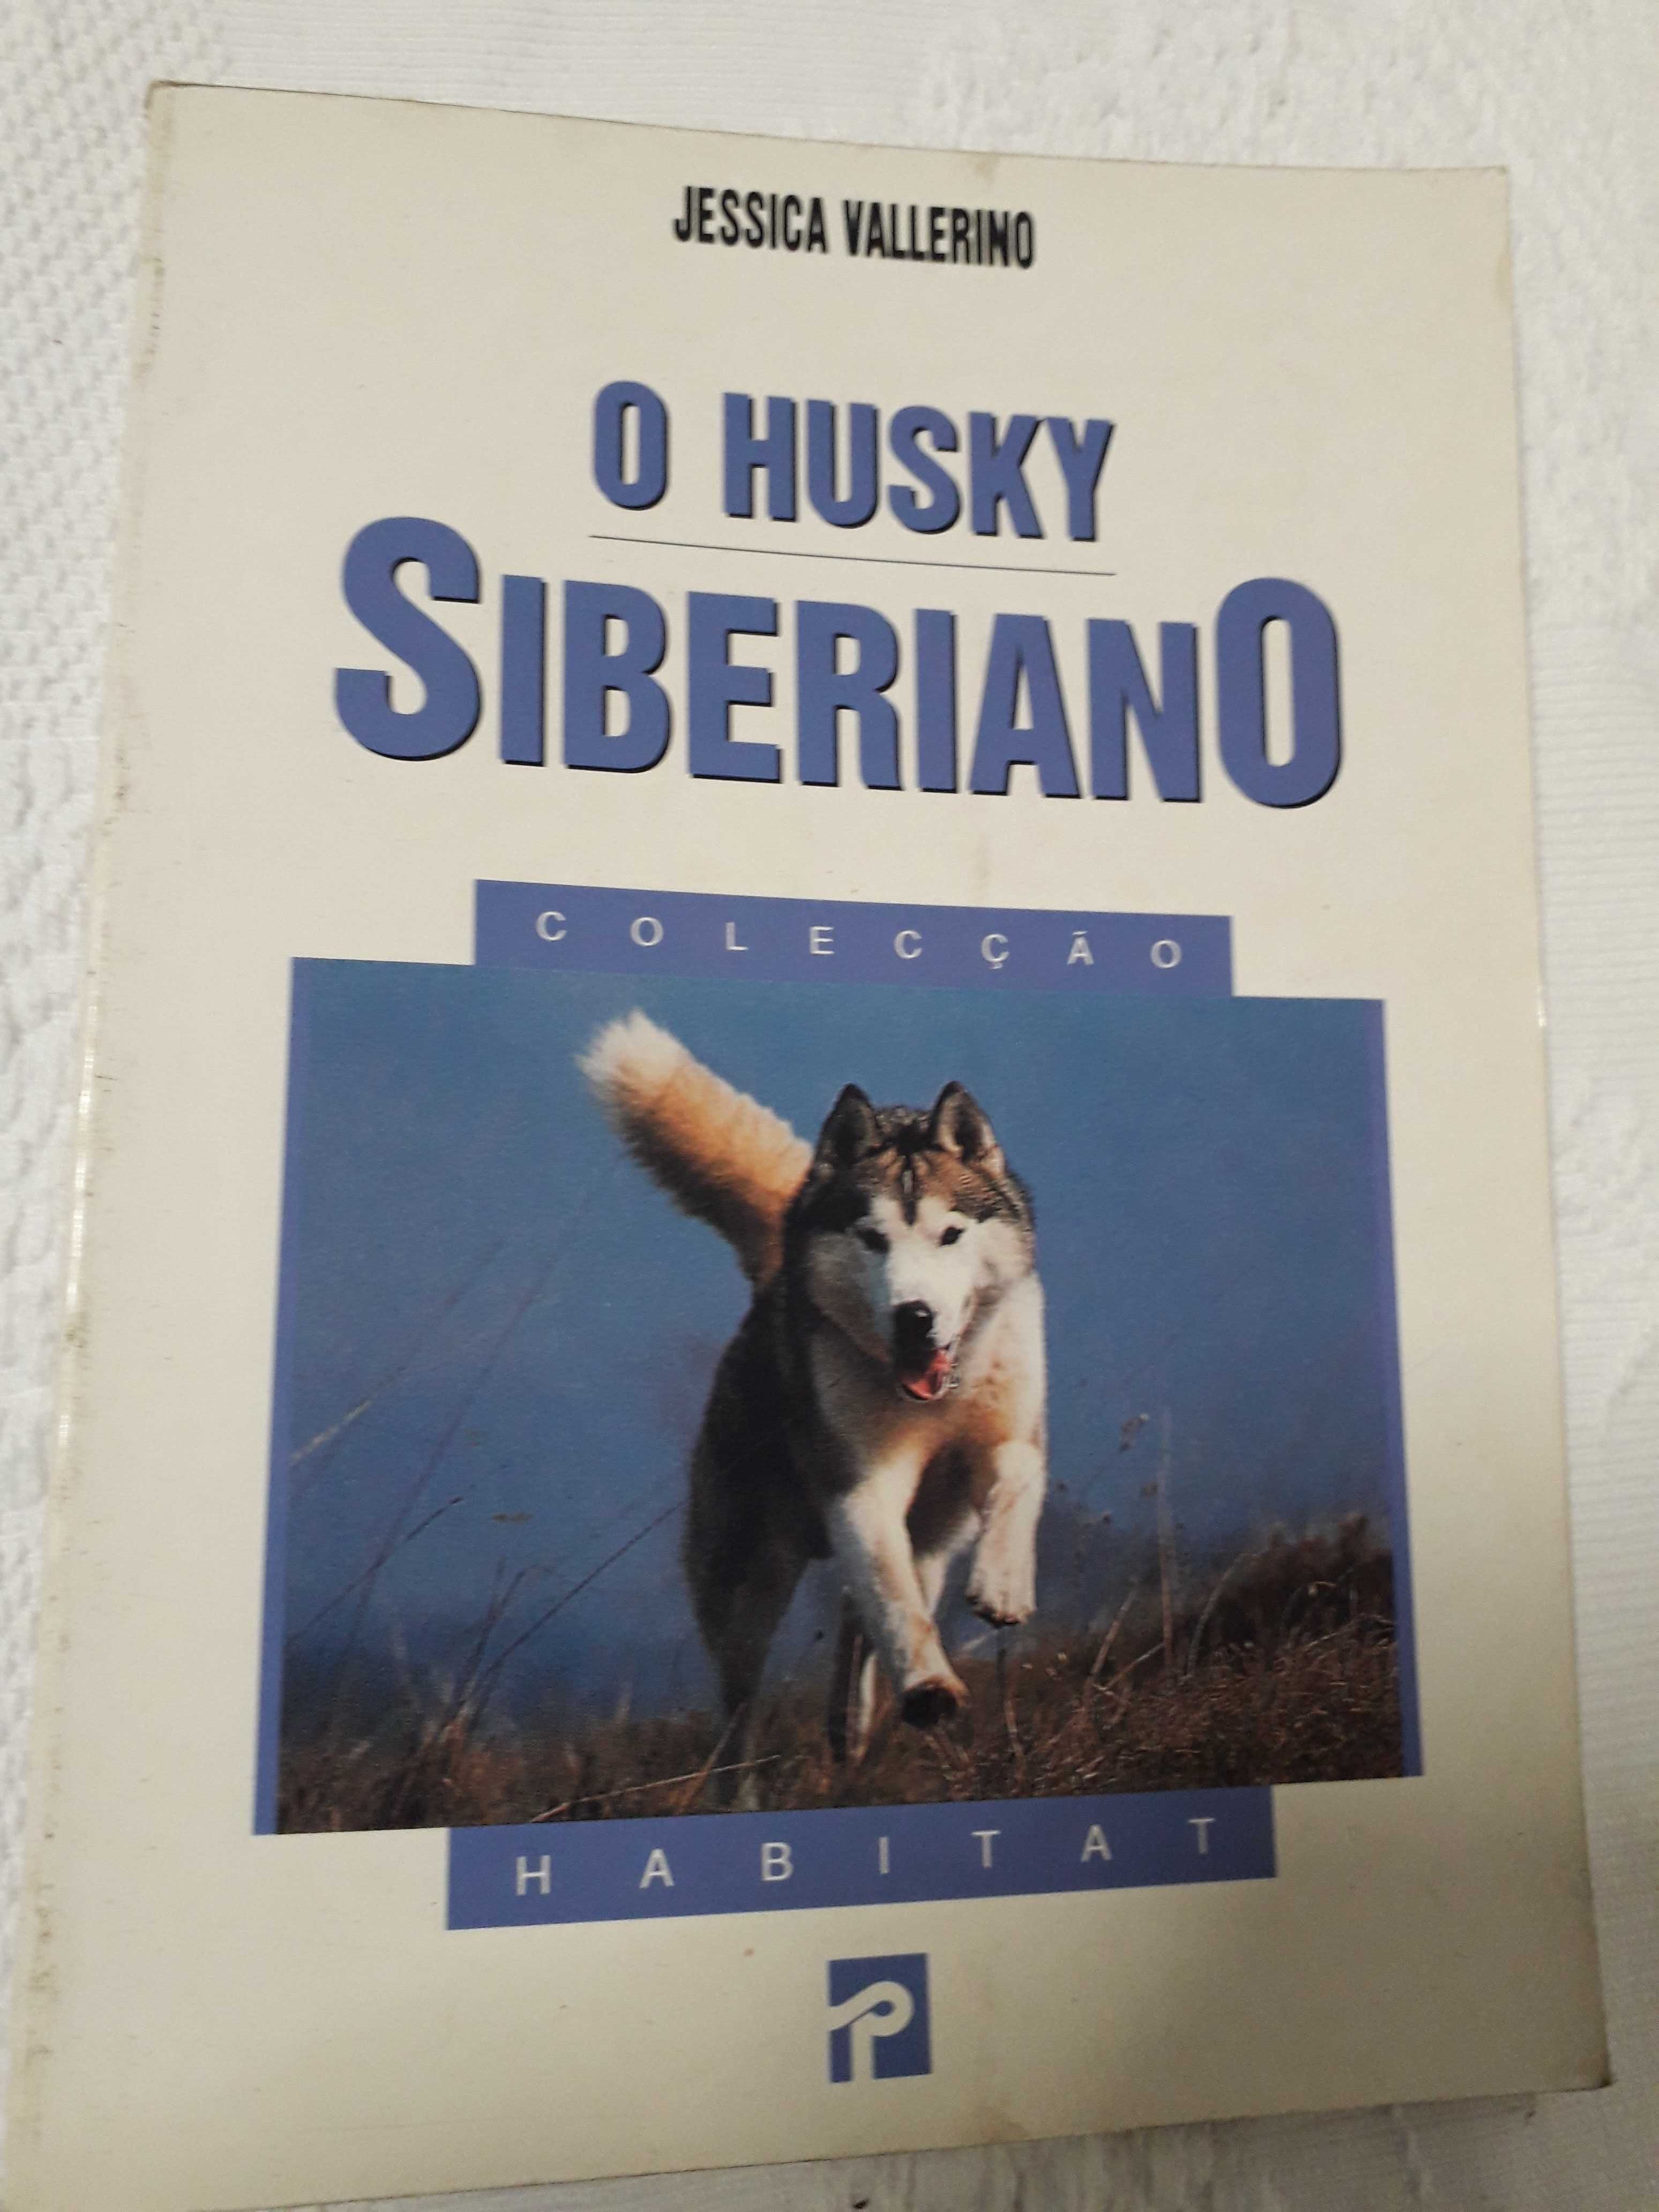 JESSICA VALLERINO
O HUSKY
SIBERIANO
COLECÇÃO
HABITAT
P